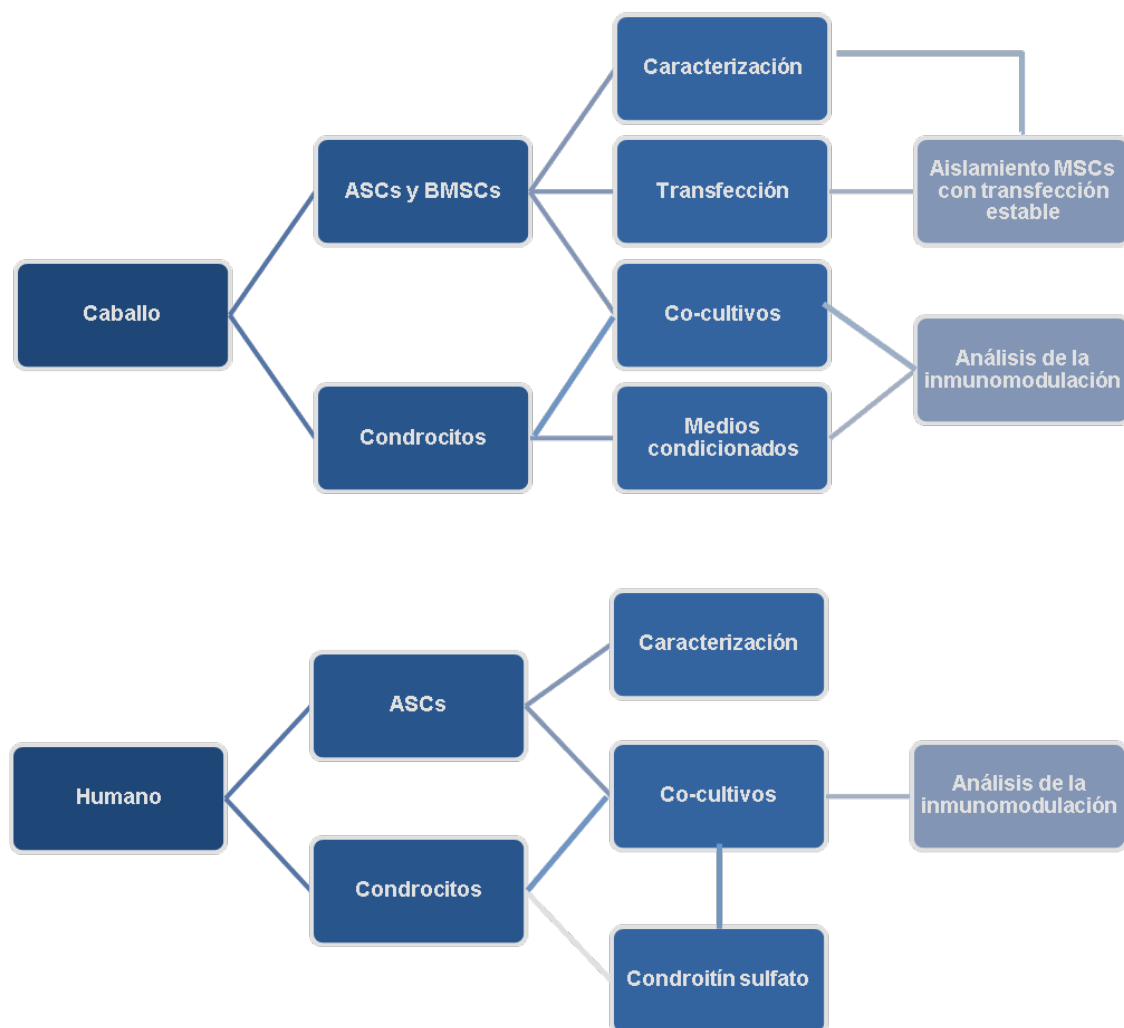 Caracterización
ASCs y BMSCs
Transfección
Aislamiento MSCs
con transfección
estable
Caballo
Co-cultivos
Análisis de la
inmunomodulación
Condrocitos
Medios
condicionados
Caracterización
ASCs
Humano
Co-cultivos
Análisis de la
inmunomodulación
Condrocitos
Condroitín sulfato